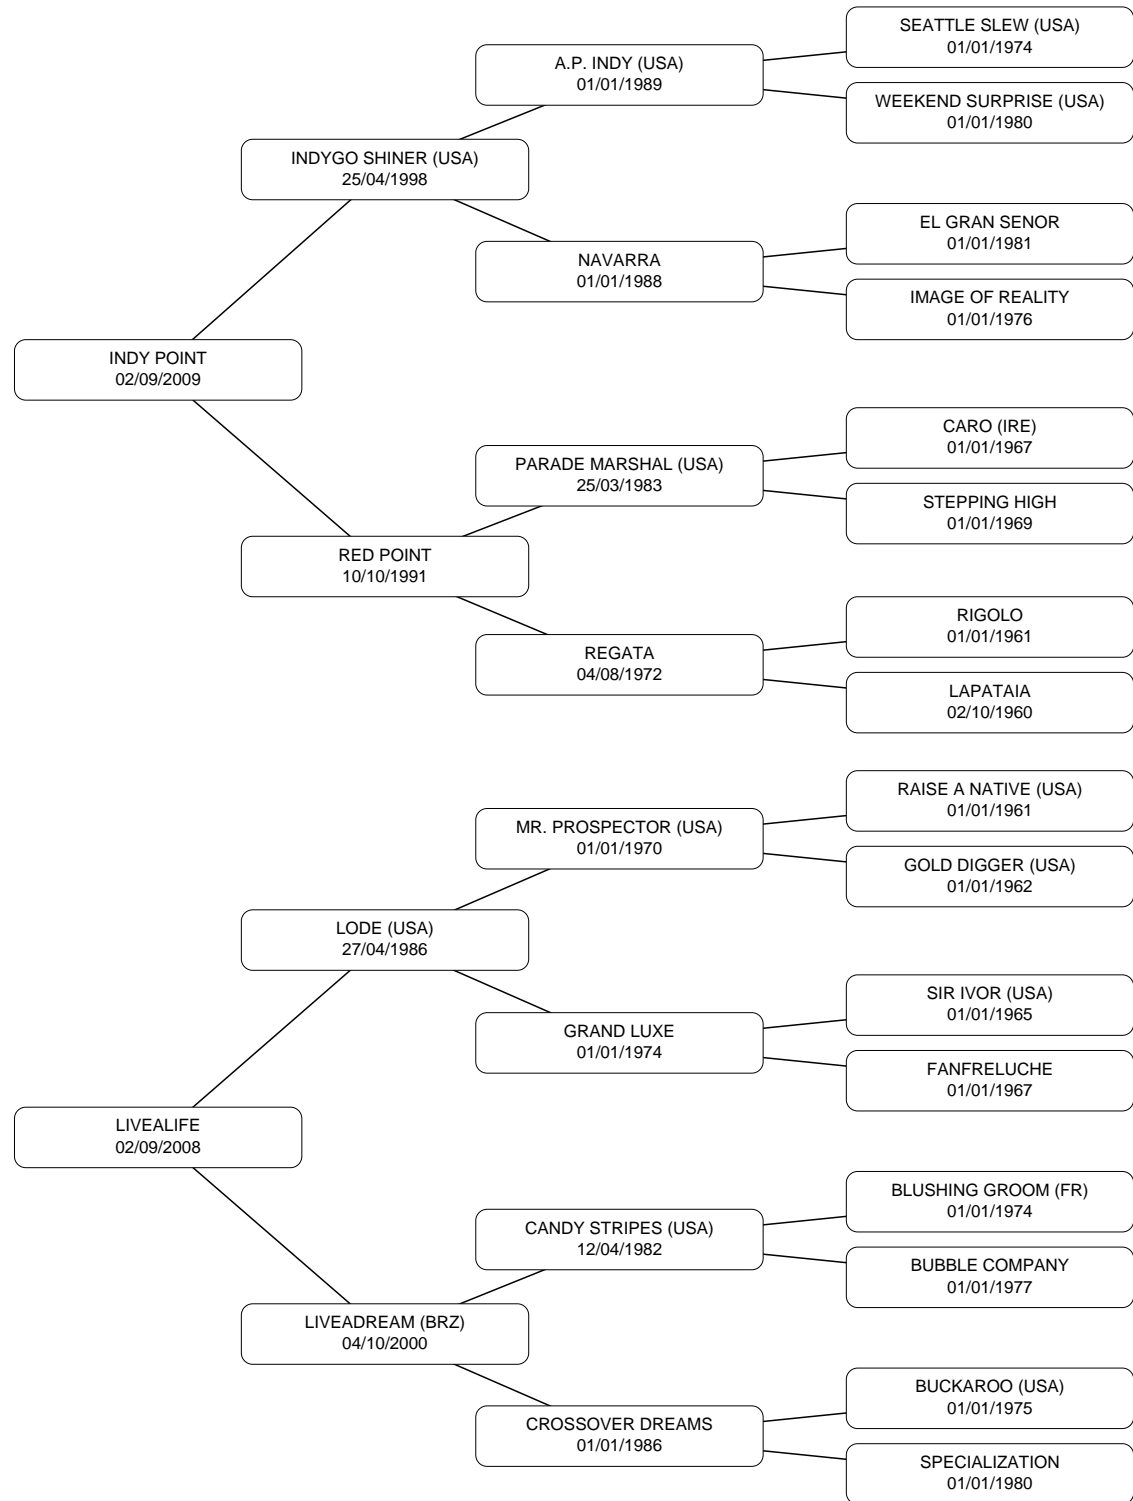 SEATTLE SLEW (USA)
01/01/1974
A.P. INDY (USA)
01/01/1989
WEEKEND SURPRISE (USA)
01/01/1980
INDYGO SHINER (USA)
25/04/1998
EL GRAN SENOR
01/01/1981
NAVARRA
01/01/1988
IMAGE OF REALITY
01/01/1976
INDY POINT
02/09/2009
CARO (IRE)
01/01/1967
PARADE MARSHAL (USA)
25/03/1983
STEPPING HIGH
01/01/1969
RED POINT
10/10/1991
RIGOLO
01/01/1961
REGATA
04/08/1972
LAPATAIA
02/10/1960
RAISE A NATIVE (USA)
01/01/1961
MR. PROSPECTOR (USA)
01/01/1970
GOLD DIGGER (USA)
01/01/1962
LODE (USA)
27/04/1986
SIR IVOR (USA)
01/01/1965
GRAND LUXE
01/01/1974
FANFRELUCHE
01/01/1967
LIVEALIFE
02/09/2008
BLUSHING GROOM (FR)
01/01/1974
CANDY STRIPES (USA)
12/04/1982
BUBBLE COMPANY
01/01/1977
LIVEADREAM (BRZ)
04/10/2000
BUCKAROO (USA)
01/01/1975
CROSSOVER DREAMS
01/01/1986
SPECIALIZATION
01/01/1980